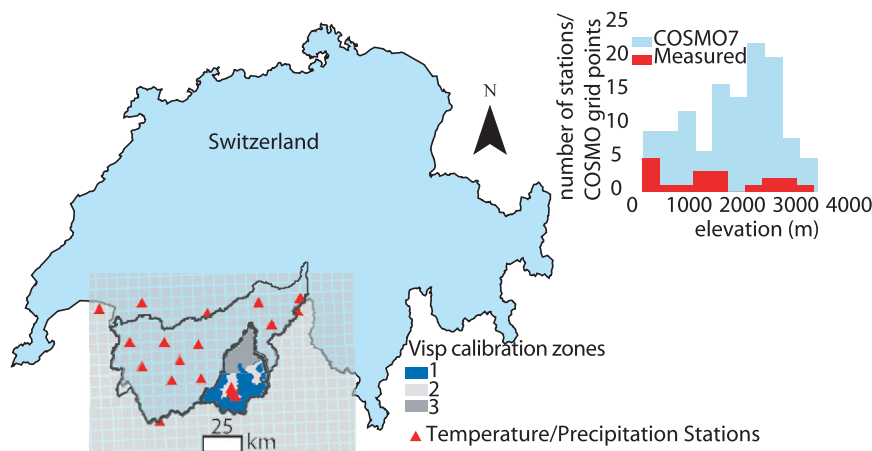 Switzerland
N
number of stations/
COSMO grid points
25
20
15
10
5
0
COSMO7
Measured
0 1000 2000 3000 4000
elevation (m)
Visp calibration zones
1
2
3
Temperature/Precipitation Stations
25
km